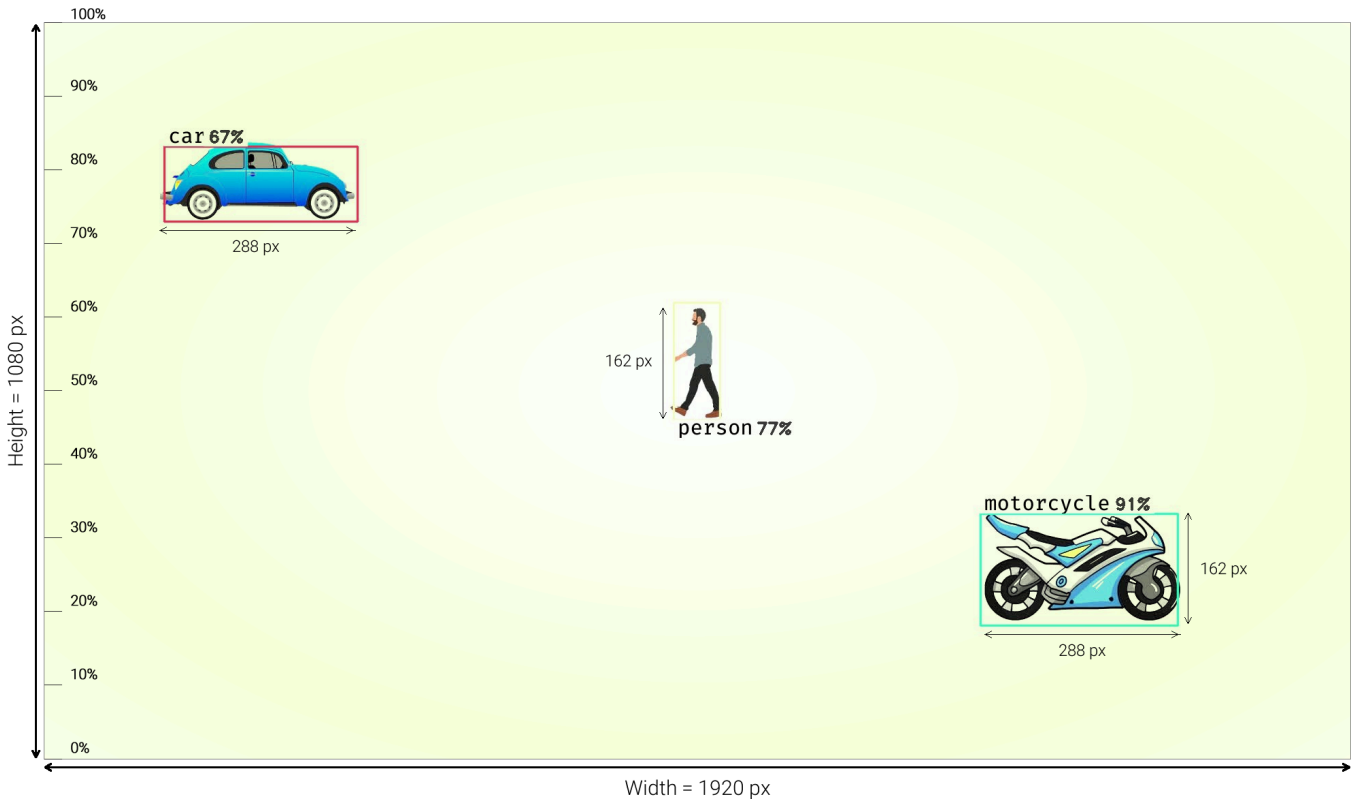 100%
90%
car 67%
80%
70%
288 px
60%
Height = 1080 px
162 px
50%
person 77%
40%
motorcycle 91%
30%
162 px
20%
288 px
10%
0%
Width = 1920 px